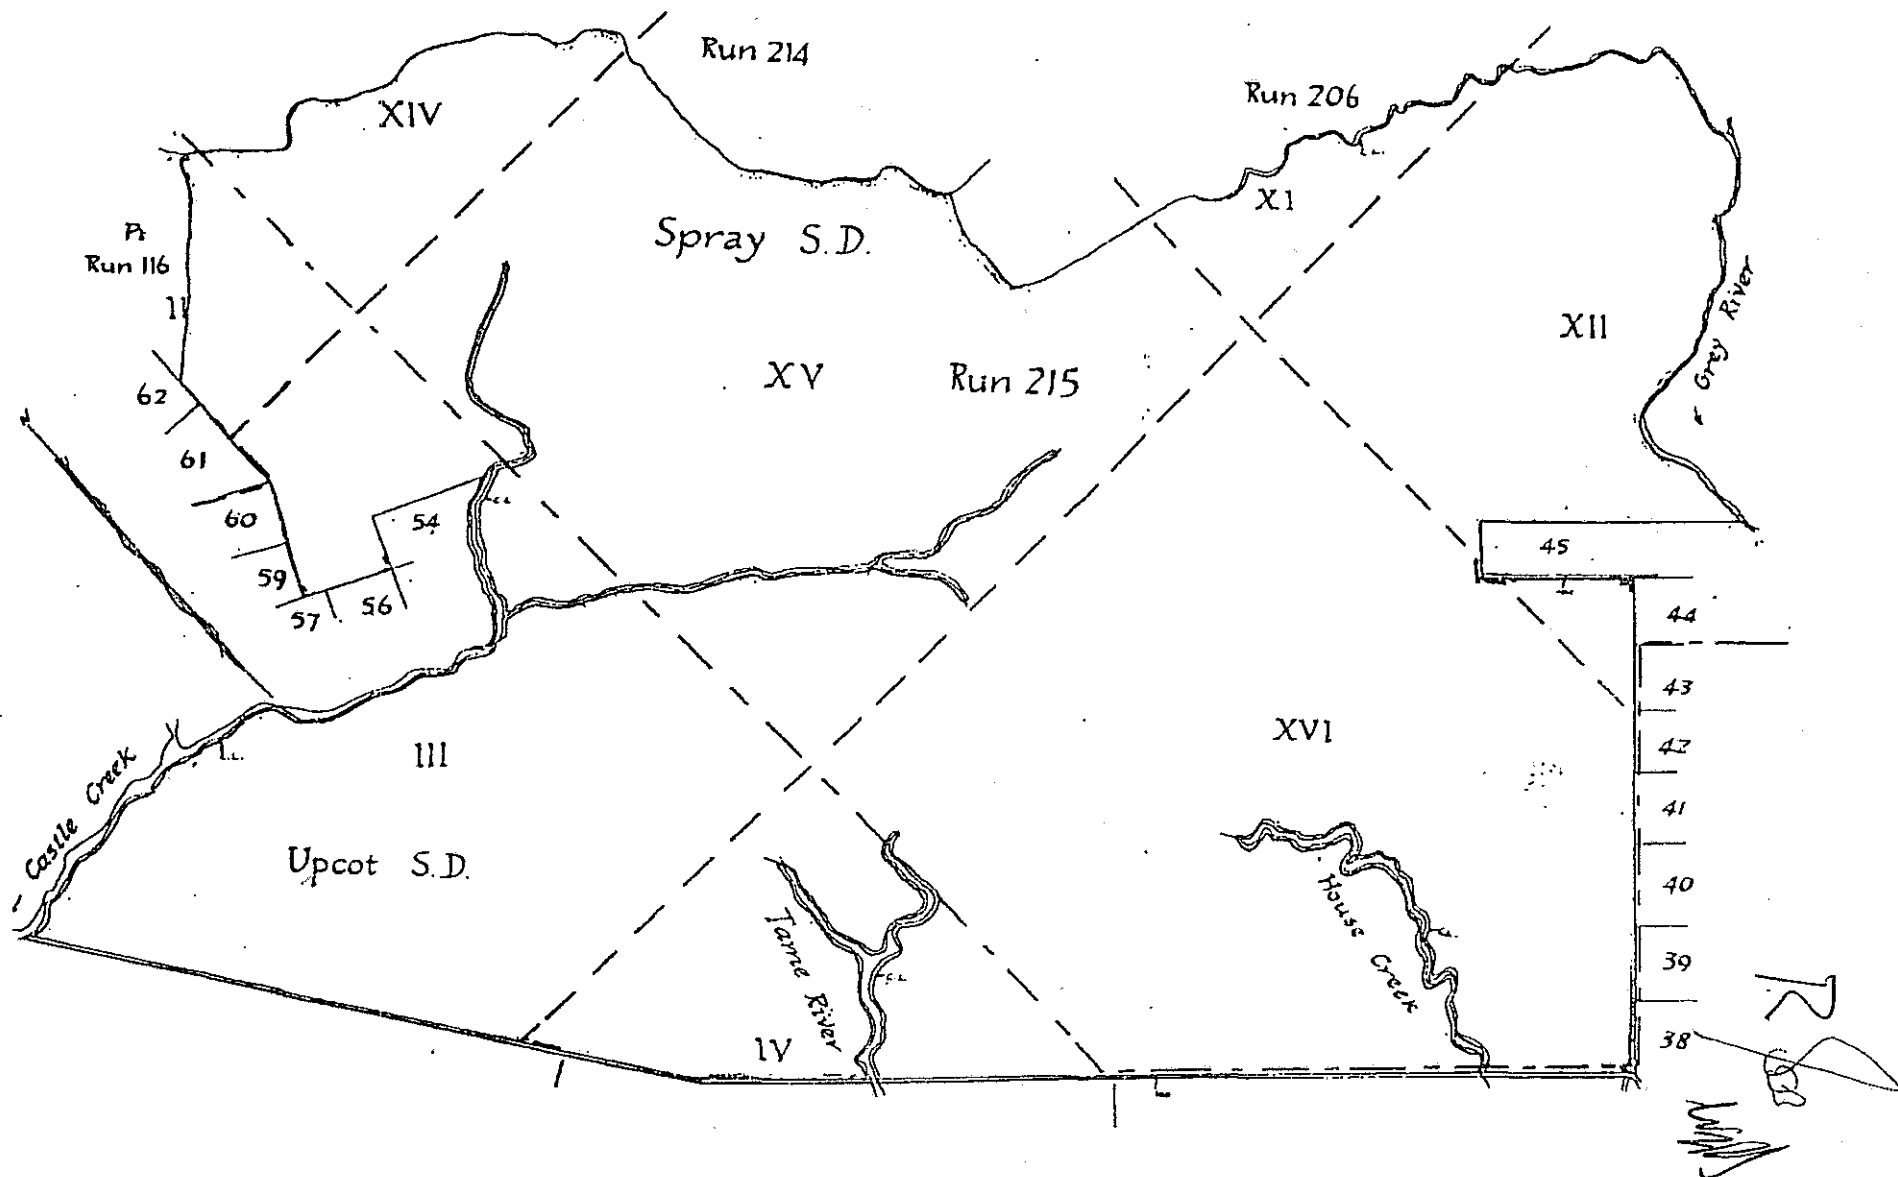 Run 214
Run 206
XIV
XI
Spray S.D.
Pt
Run 116
II
XII
Grey River
XV
Run 215
62
61
60
54
59
57
56
45
44
43
42
41
40
39
38
XVI
III
Castle Creek
Upcot S.D.
House Creek
Tame River
IV
R